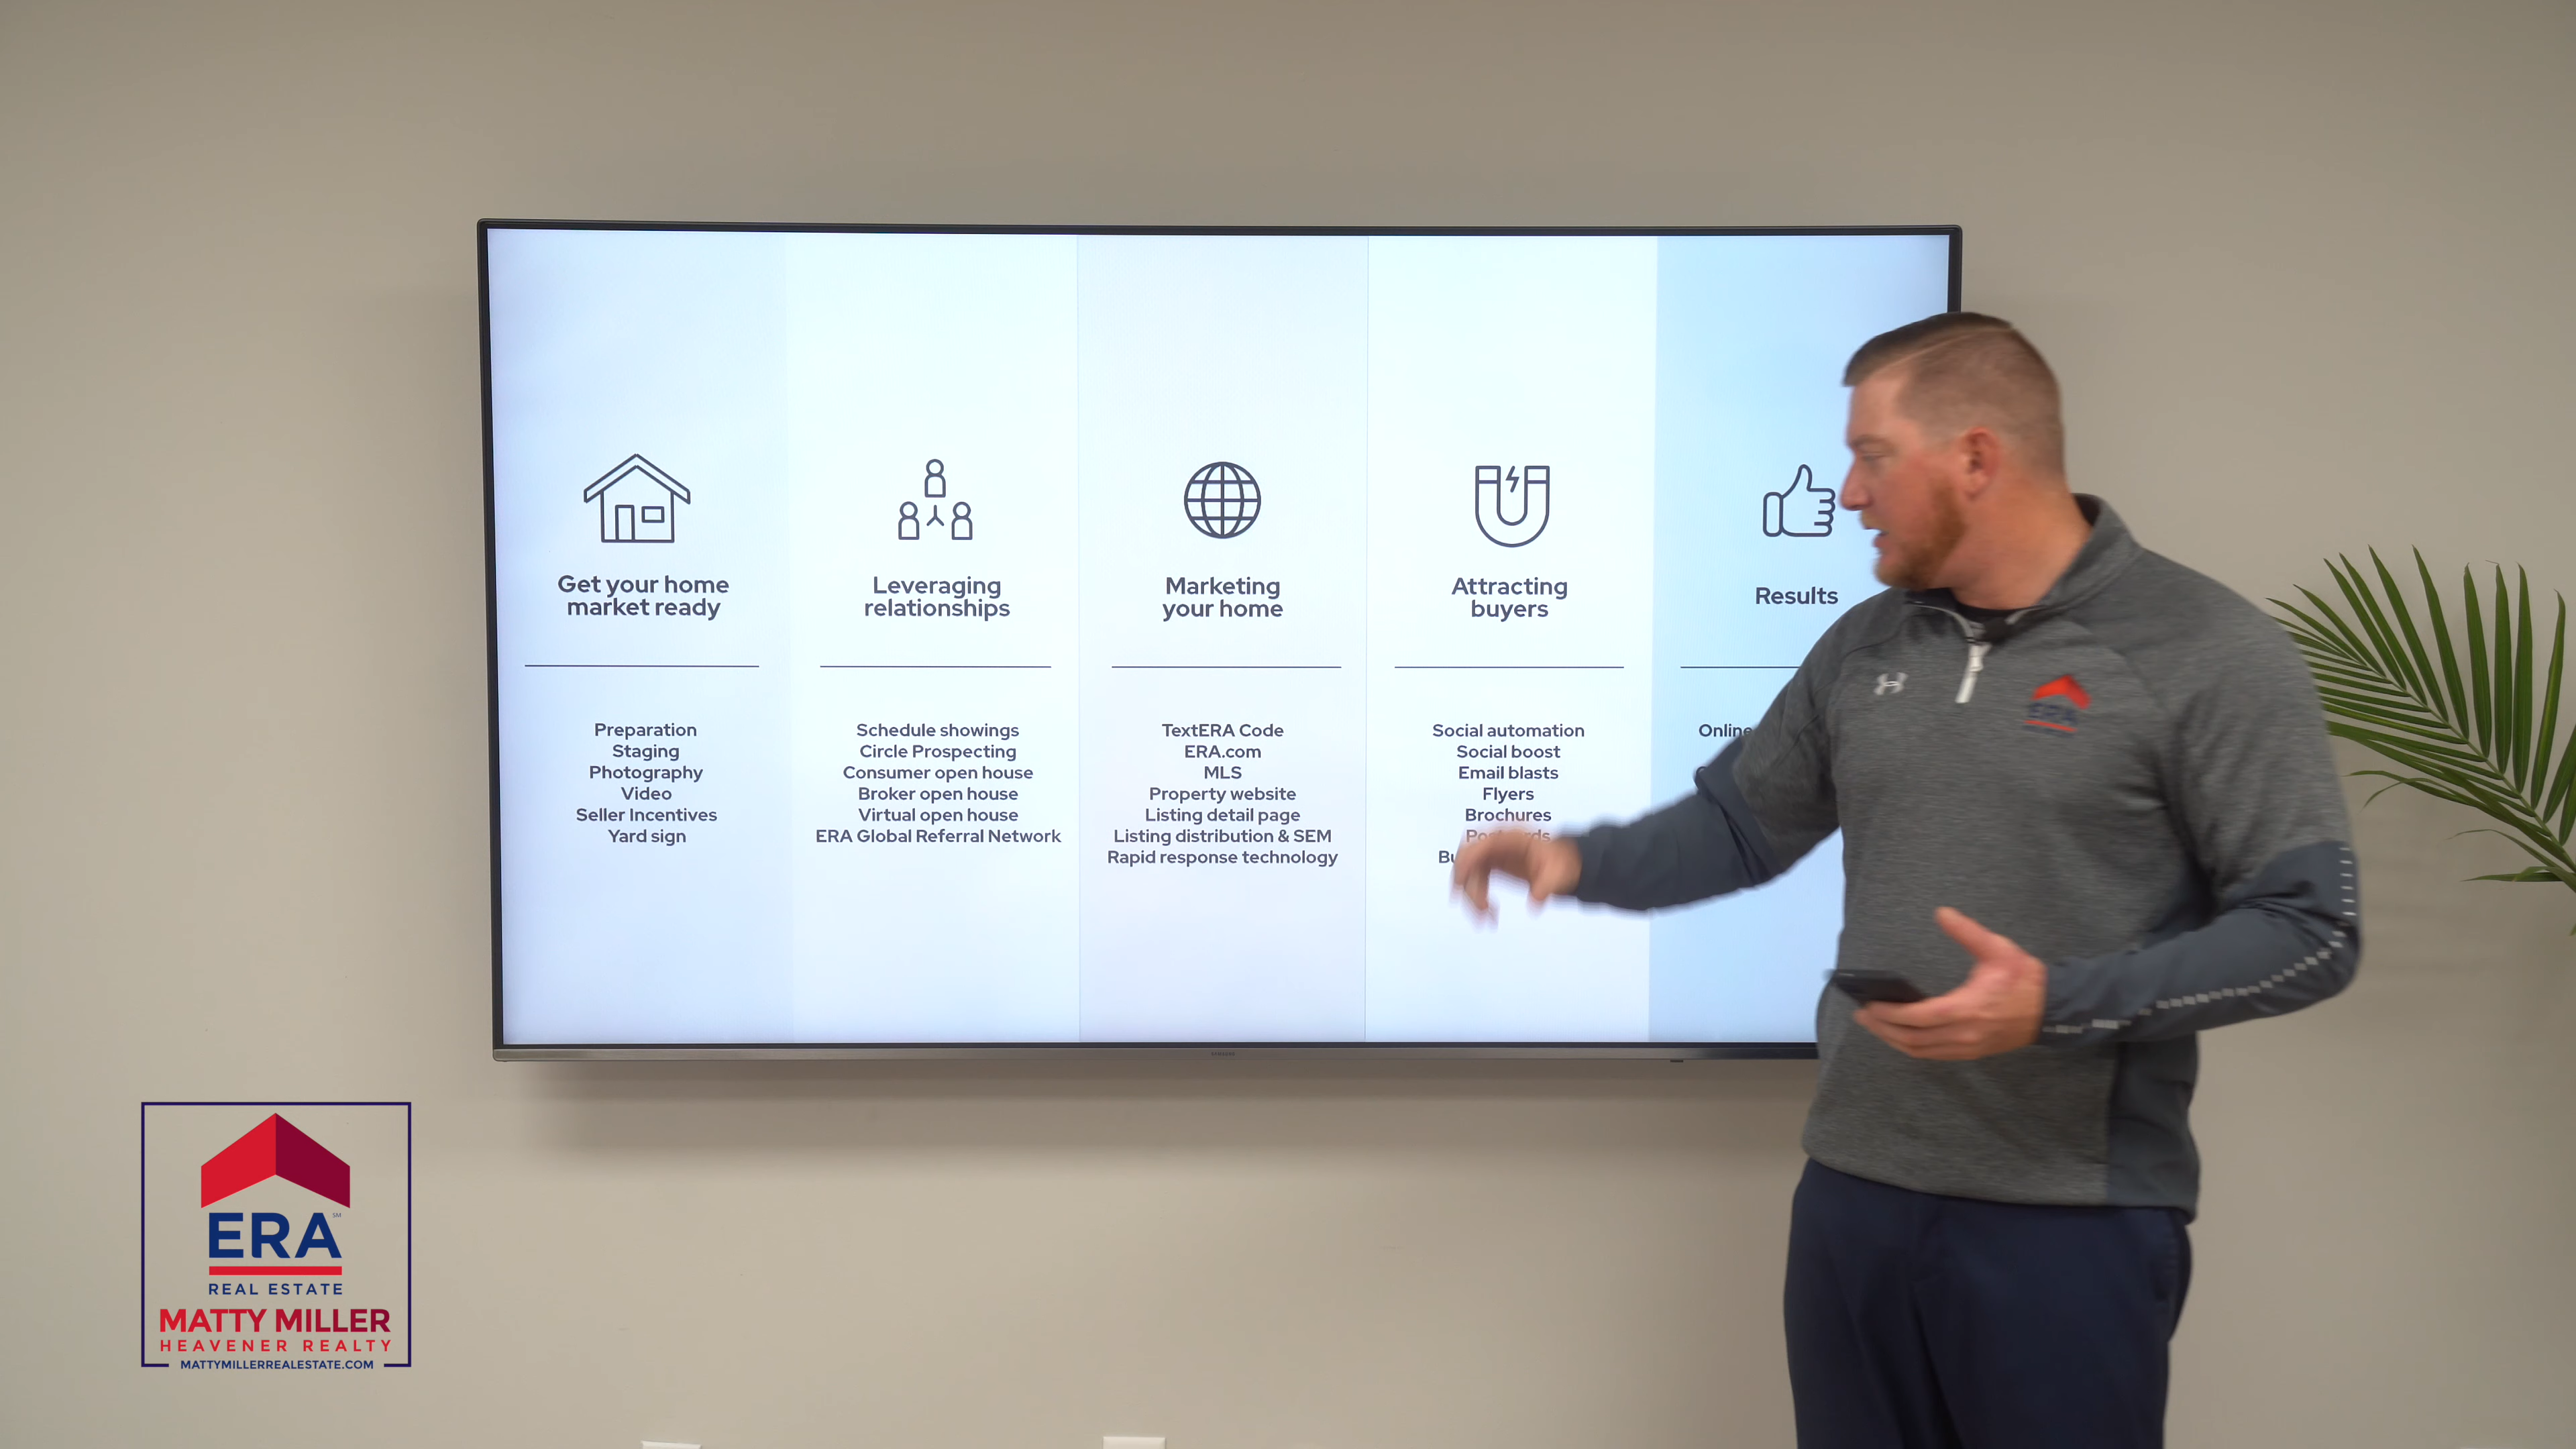 Get your home
market ready
Preparation
Staging
Photography
Video
Seller Incentives
Yard sign
Leveraging
relationships
Schedule showings
Circle Prospecting
Consumer open house
Broker open house
Virtual open house
ERA Global Referral Network
Marketing
your home
TextERA Code
ERA.com
MLS
Property website
Listing detail page
Listing distribution & SEM
Rapid response technology
Attracting
buyers
Social automation
Social boost
Email blasts
Flyers
Brochures
Results
Online
ERA
ERA℠
REAL ESTATE
MATTY MILLER
HEAVENER REALTY
MATTYMILLERREALESTATE.COM